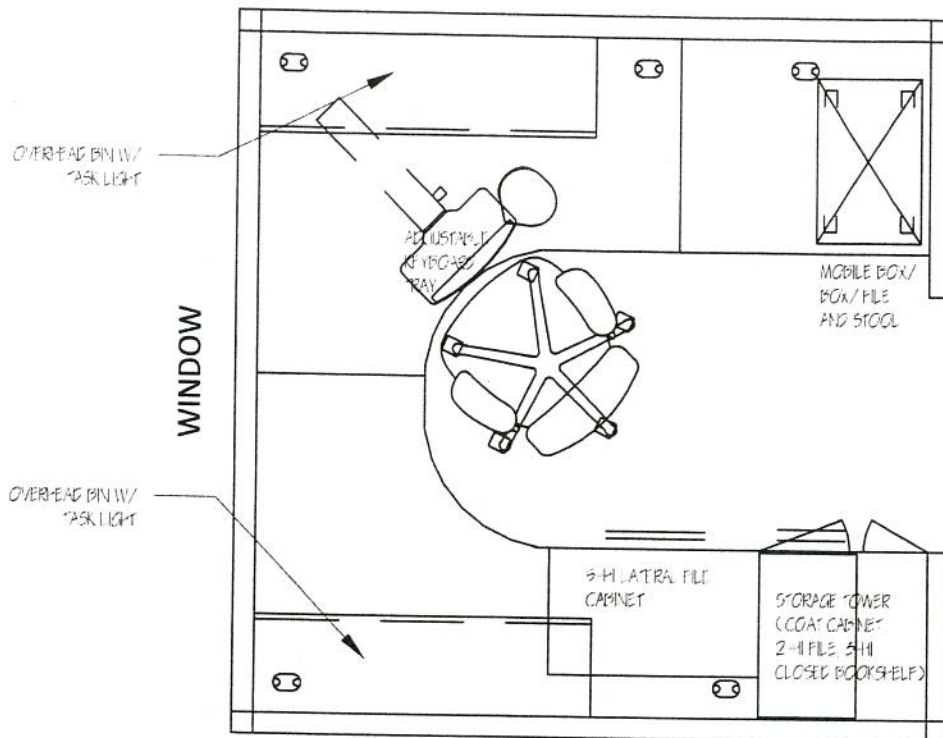 OVERHEAD BIN W/
TASK LIGHT
ADJUSTABLE
KEYBOARD
TRAY
MOBILE BOX/
BOX/ FILE
AND STOOL
WINDOW
OVERHEAD BIN W/
TASK LIGHT
5-HI LATERAL FILE
CABINET
STORAGE TOWER
(COAT CABINET
2-HI FILE, 3-HI
CLOSED BOOKSHELF)